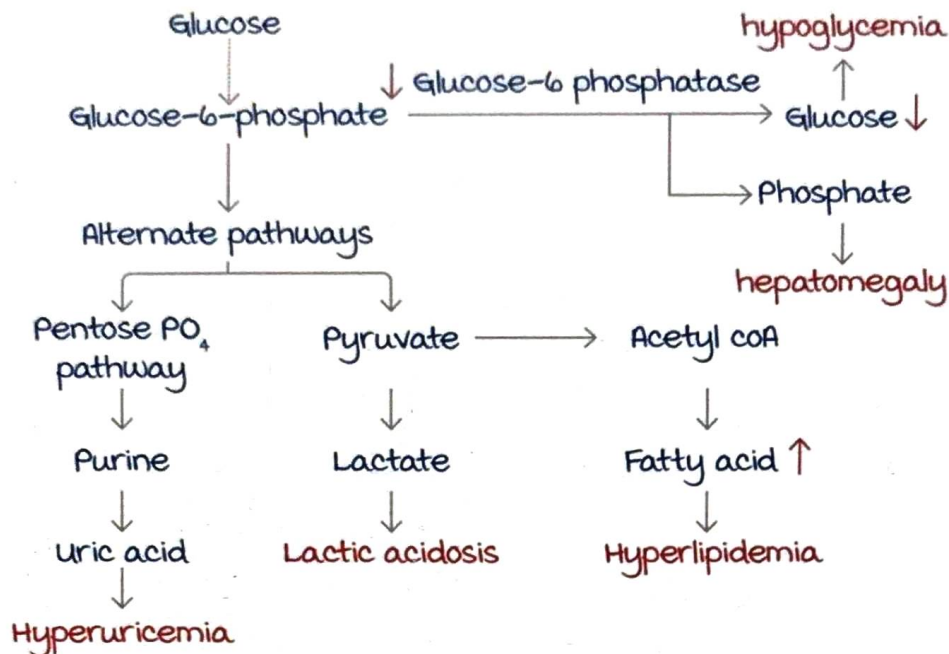 Glucose
hypoglycemia
↓ Glucose-6 phosphatase
Glucose-6-phosphate
Glucose ↓
Phosphate
Alternate pathways
hepatomegaly
Pentose PO₄
pathway
Pyruvate
Acetyl coA
Purine
Lactate
Fatty acid ↑
Uric acid
Lactic acidosis
Hyperlipidemia
Hyperuricemia